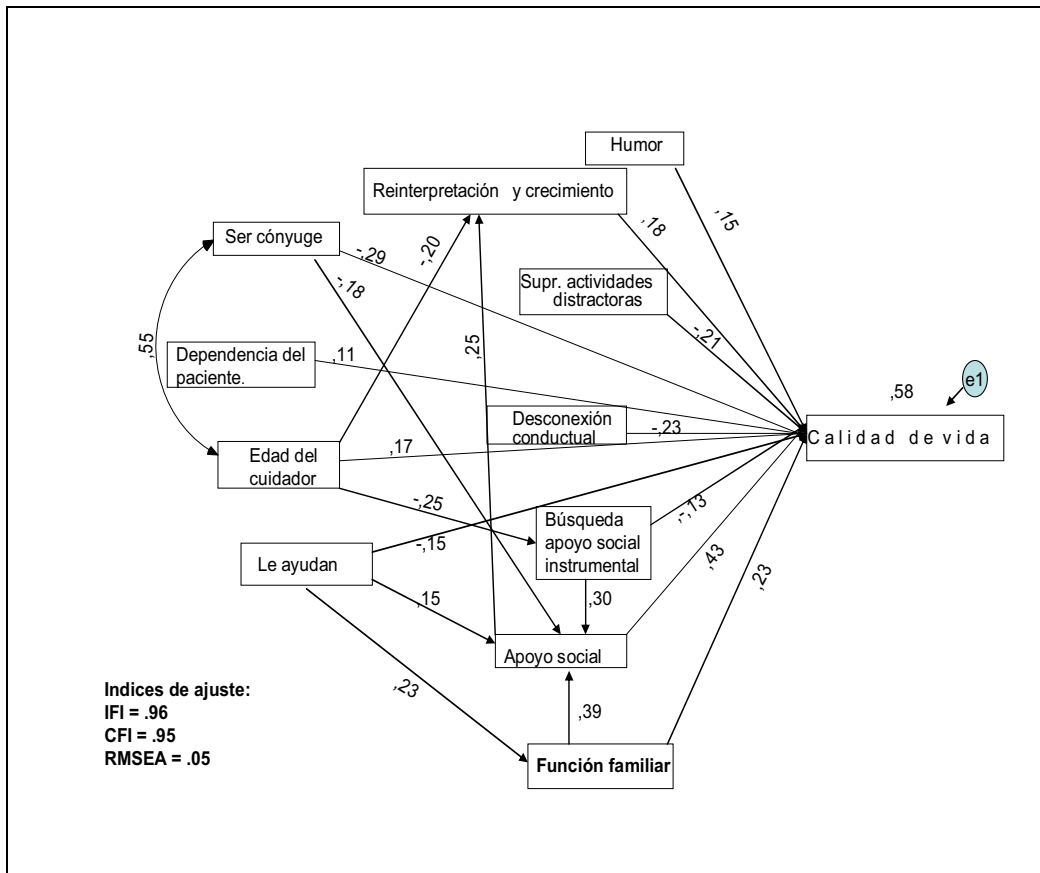 Humor
Reinterpretación y crecimiento
,15
,18
Ser cónyuge
-,20
-,29
-,18
Supr. actividades
distractoras
-,21
,55
,25
Dependencia del
paciente.
,11
,58
e1
Desconexión
conductual
-,23
Calidad de vida
Edad del
cuidador
,17
-,25
Búsqueda
apoyo social
instrumental
,-,13
-,15
Le ayudan
,43
,15
,30
,23
Apoyo social
,23
Indices de ajuste:
IFI = .96
CFI = .95
RMSEA = .05
,39
Función familiar